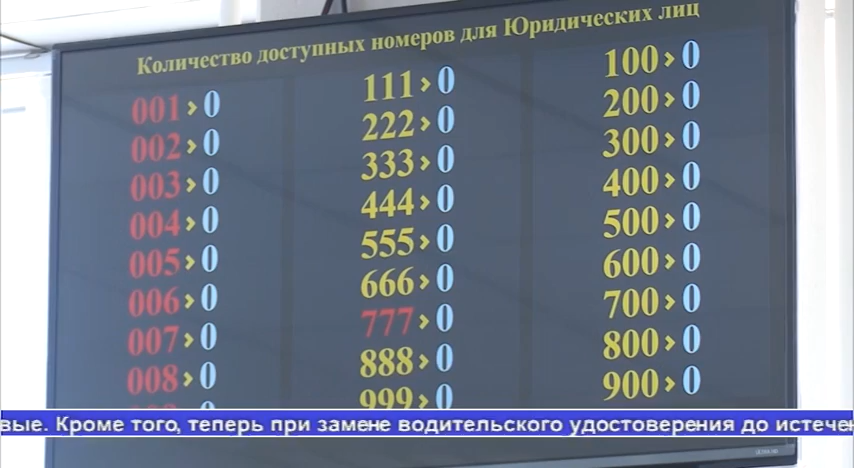 Количество доступных номеров для Юридических лиц
001 > 0
002 > 0
003 > 0
004 > 0
005 > 0
006 > 0
007 > 0
008 > 0
111 > 0
222 > 0
333 > 0
444 > 0
555 > 0
666 > 0
777 > 0
888 > 0
999 > 0
100 > 0
200 > 0
300 > 0
400 > 0
500 > 0
600 > 0
700 > 0
800 > 0
900 > 0
вые. Кроме того, теперь при замене водительского удостоверения до истечен